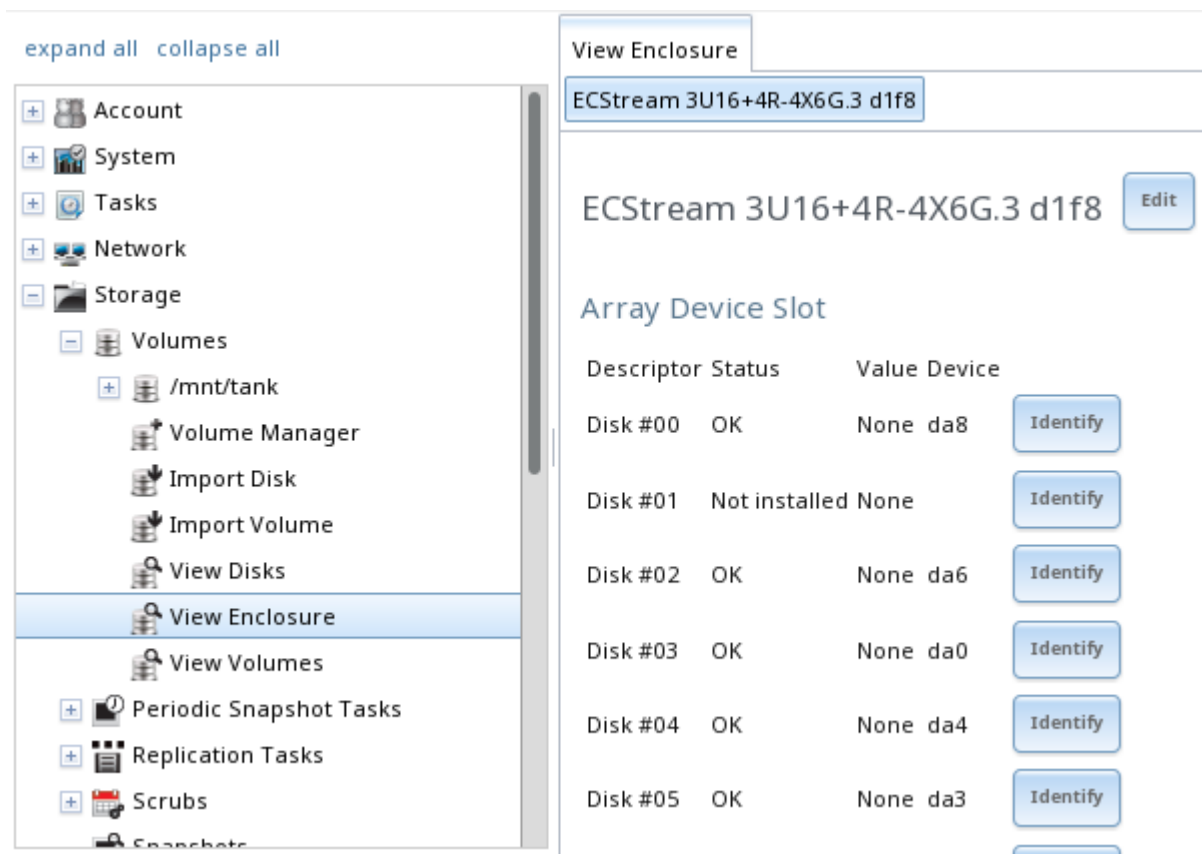 expand all collapse all
Account
System
Tasks
Network
Storage
Volumes
/mnt/tank
Volume Manager
Import Disk
Import Volume
View Disks
View Enclosure
View Volumes
Periodic Snapshot Tasks
Replication Tasks
Scrubs
Snapshots
View Enclosure
ECStream 3U16+4R-4X6G.3 d1f8
ECStream 3U16+4R-4X6G.3 d1f8 Edit
Array Device Slot
Descriptor Status Value Device
Disk #00 OK None da8 Identify
Disk #01 Not installed None Identify
Disk #02 OK None da6 Identify
Disk #03 OK None da0 Identify
Disk #04 OK None da4 Identify
Disk #05 OK None da3 Identify